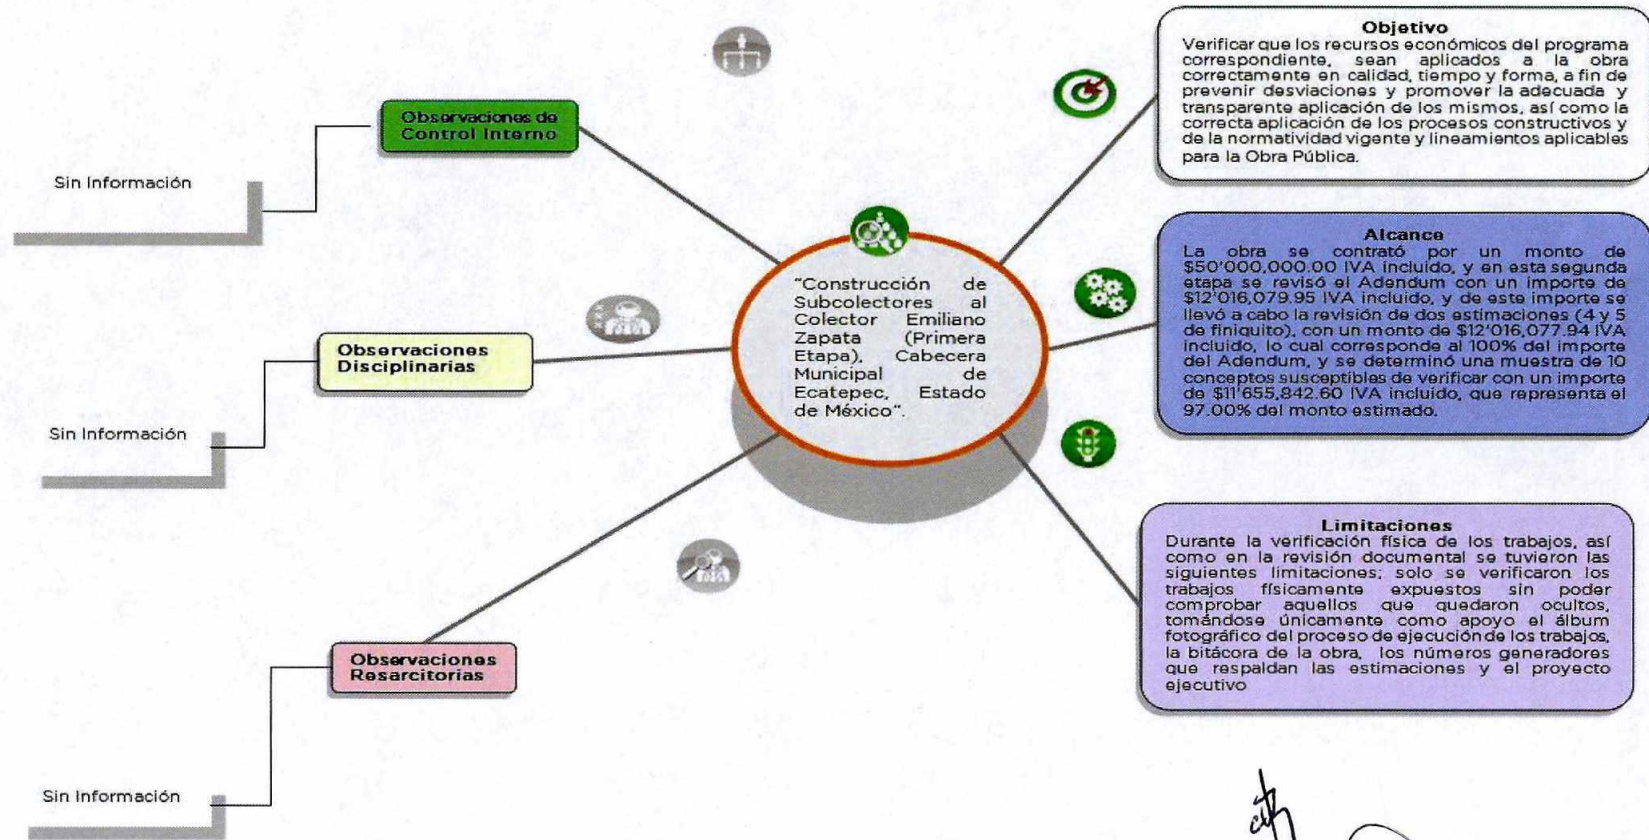 Observaciones de
Control Interno
Sin Información
Observaciones
Disciplinarias
Sin Información
Observaciones
Resarcitorias
Sin Información
"Construcción de
Subcolectores al
Colector Emiliano
Zapata (Primera
Etapa), Cabecera
Municipal de
Ecatepec, Estado
de México".
Objetivo
Verificar que los recursos económicos del programa
correspondiente, sean aplicados a la obra
correctamente en calidad, tiempo y forma, a fin de
prevenir desviaciones y promover la adecuada y
transparente aplicación de los mismos, así como la
correcta aplicación de los procesos constructivos y
de la normatividad vigente y lineamientos aplicables
para la Obra Pública.
Alcance
La obra se contrató por un monto de
$50'000,000.00 IVA incluido, y en esta segunda
etapa se revisó el Adendum con un importe de
$12'016,079.95 IVA incluido, y de este importe se
llevó a cabo la revisión de dos estimaciones (4 y 5
de finiquito), con un monto de $12'016,077.94 IVA
incluido, lo cual corresponde al 100% del importe
del Adendum, y se determinó una muestra de 10
conceptos susceptibles de verificar con un importe
de $11'655,842.60 IVA incluido, que representa el
97.00% del monto estimado.
Limitaciones
Durante la verificación física de los trabajos, así
como en la revisión documental se tuvieron las
siguientes limitaciones; solo se verificaron los
trabajos físicamente expuestos sin poder
comprobar aquellos que quedaron ocultos,
tomándose únicamente como apoyo el álbum
fotográfico del proceso de ejecución de los trabajos,
la bitácora de la obra, los números generadores
que respaldan las estimaciones y el proyecto
ejecutivo